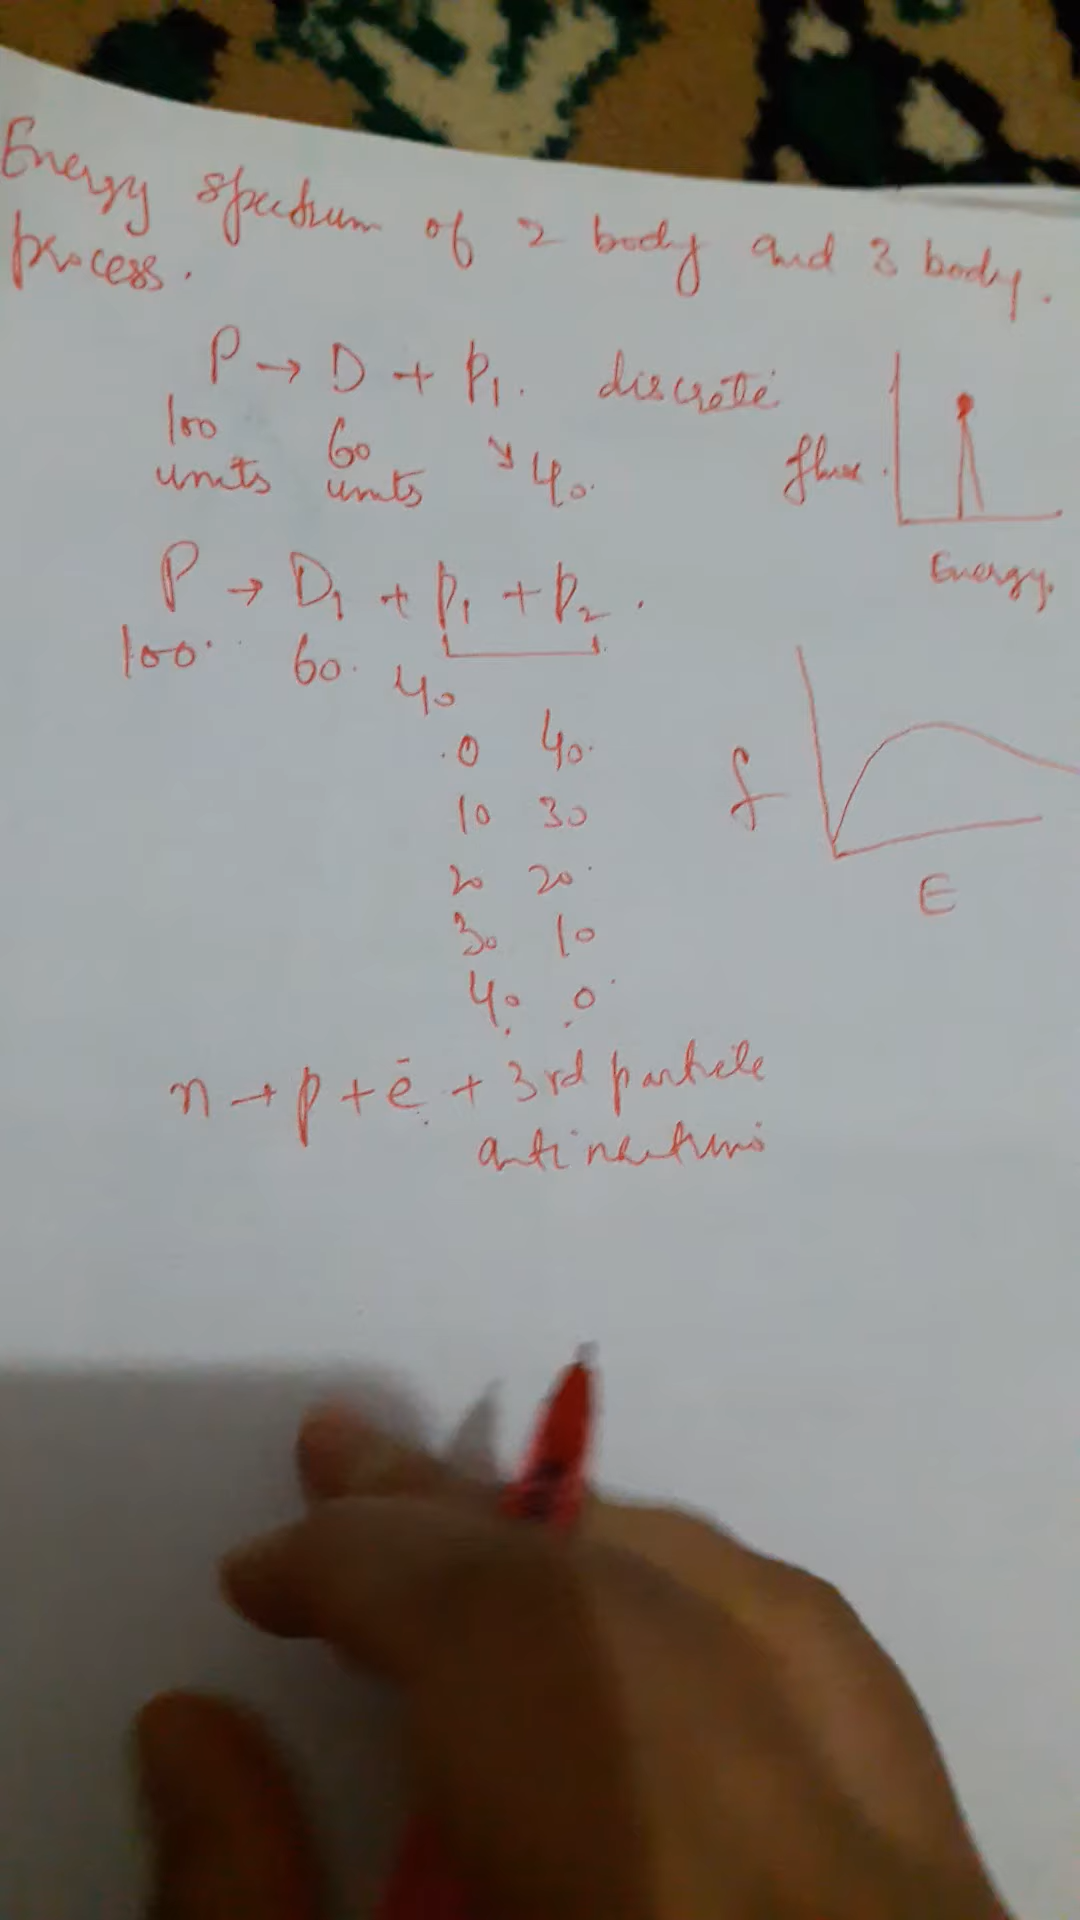 Energy spectrum of 2 body and 3 body.
process.
P → D + P₁. discrete
100 60 ↘ 40.
units units
flux.
Energy.
P → D₁ + P₁ + P₂.
100. 60. 40
.0 40.
10 30
20 20.
30 10
40 0
f
E
n → p + ē + 3rd particle
antineutrino